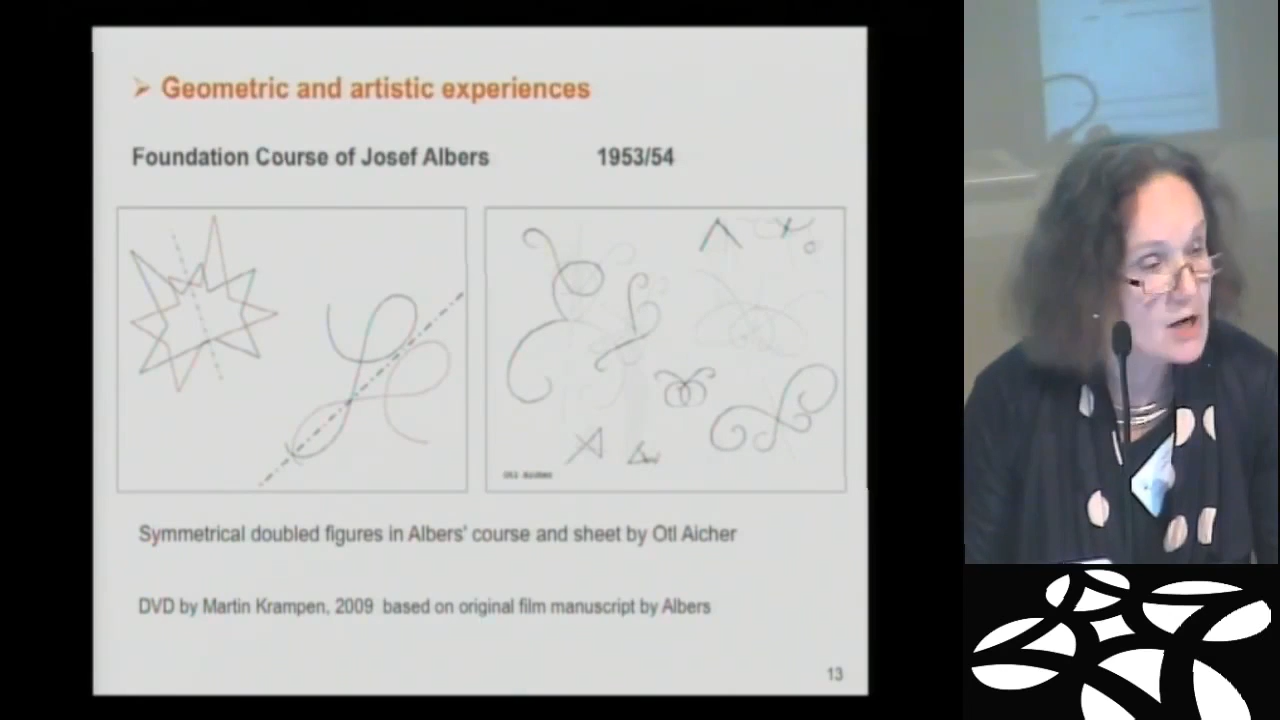 Geometric and artistic experiences
Foundation Course of Josef Albers 1953/54
Otl Aicher
Symmetrical doubled figures in Albers' course and sheet by Otl Aicher
DVD by Martin Krampen, 2009 based on original film manuscript by Albers
13